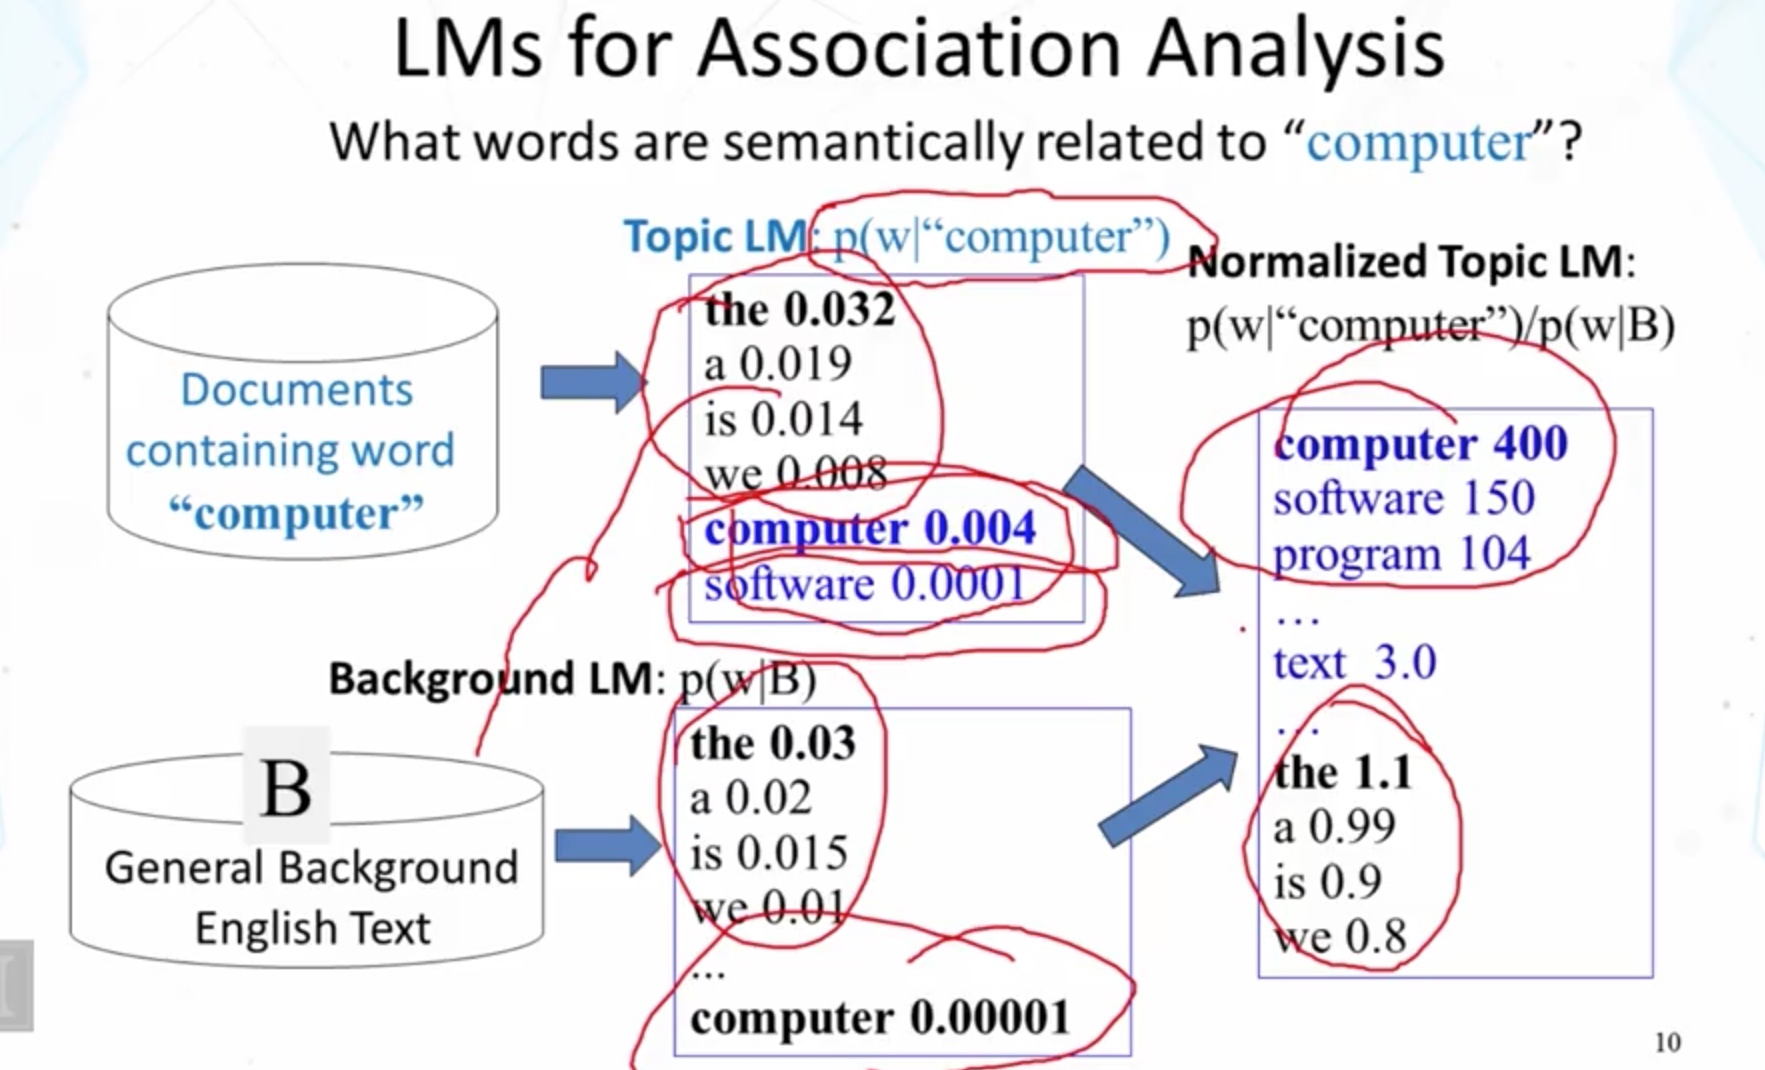 LMs for Association Analysis
What words are semantically related to “computer”?
Topic LM: p(w|“computer”)
Documents
containing word
“computer”
the 0.032
a 0.019
is 0.014
we 0.008
computer 0.004
software 0.0001
Normalized Topic LM:
p(w|“computer”)/p(w|B)
computer 400
software 150
program 104
…
text 3.0
…
the 1.1
a 0.99
is 0.9
we 0.8
Background LM: p(w|B)
B
General Background
English Text
the 0.03
a 0.02
is 0.015
we 0.01
...
computer 0.00001
10